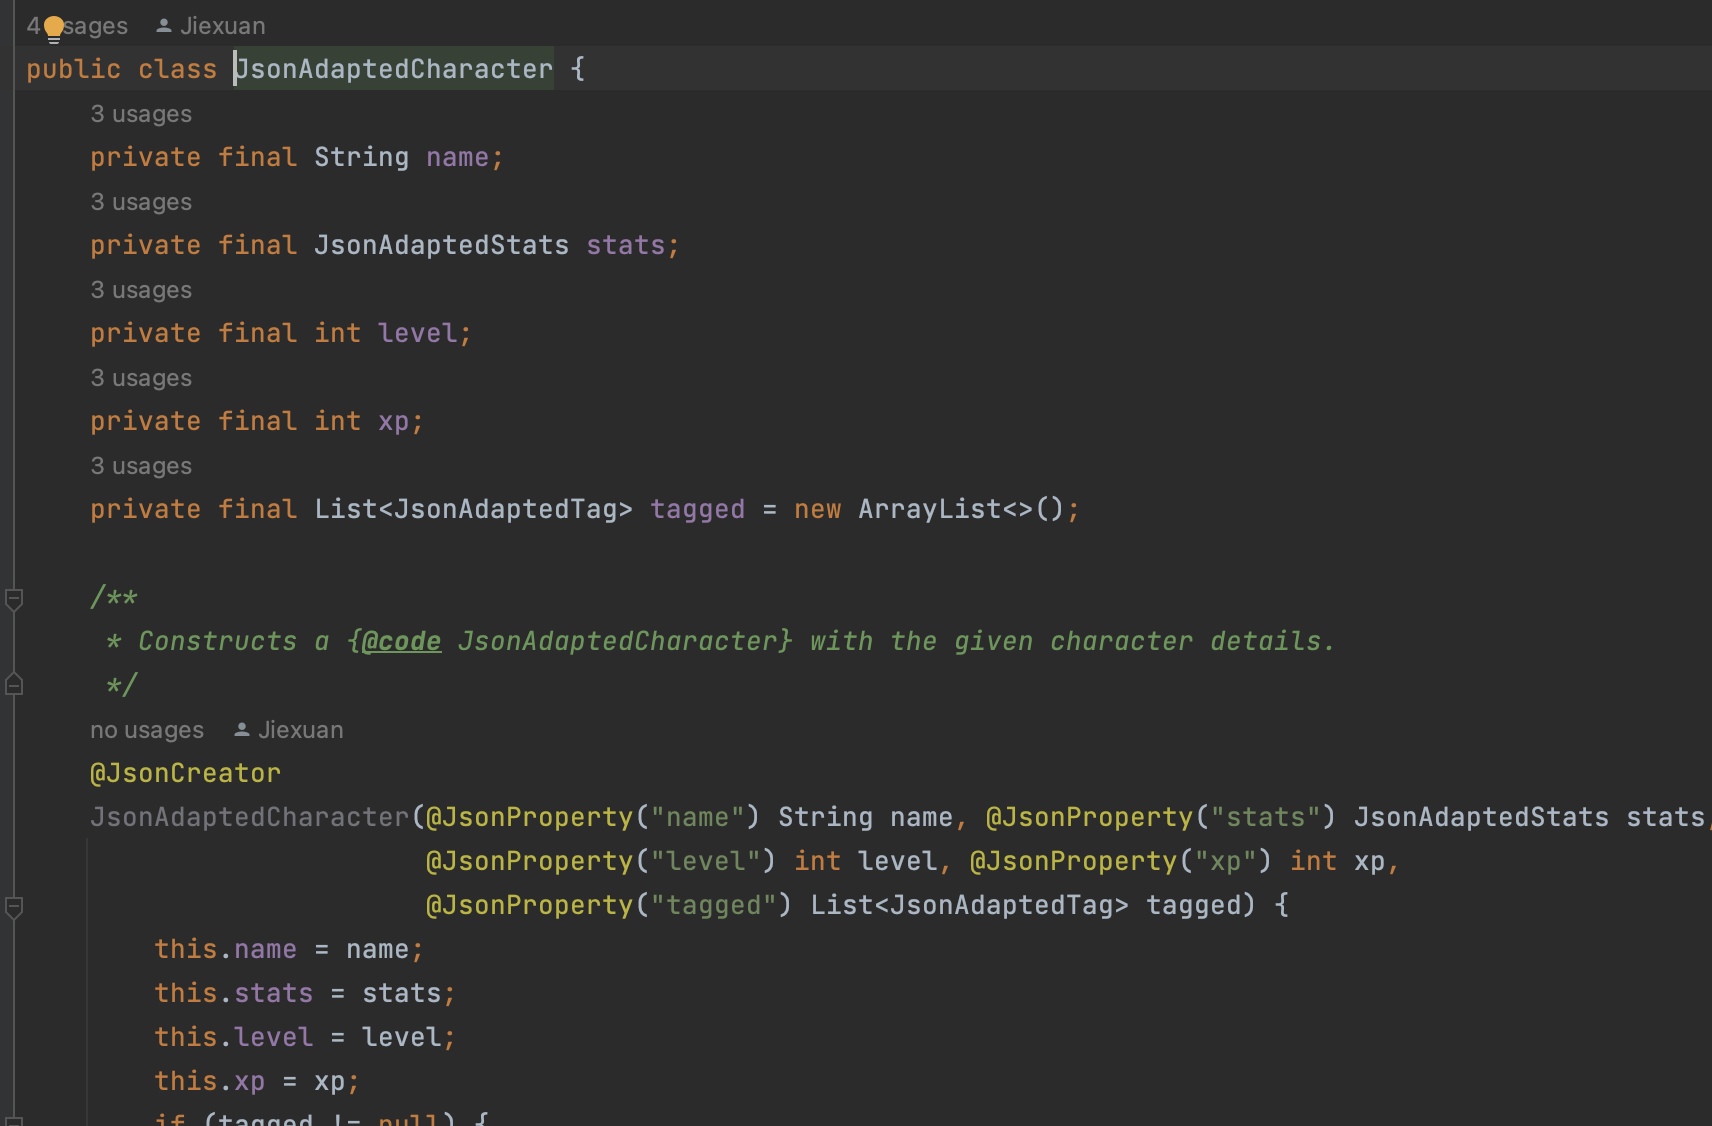 4 usages Jiexuan
public class JsonAdaptedCharacter {
3 usages
private final String name;
3 usages
private final JsonAdaptedStats stats;
3 usages
private final int level;
3 usages
private final int xp;
3 usages
private final List<JsonAdaptedTag> tagged = new ArrayList<>();
/**
* Constructs a {@code JsonAdaptedCharacter} with the given character details.
*/
no usages Jiexuan
@JsonCreator
JsonAdaptedCharacter(@JsonProperty("name") String name, @JsonProperty("stats") JsonAdaptedStats stats,
@JsonProperty("level") int level, @JsonProperty("xp") int xp,
@JsonProperty("tagged") List<JsonAdaptedTag> tagged) {
this.name = name;
this.stats = stats;
this.level = level;
this.xp = xp;
if (tagged != null) {